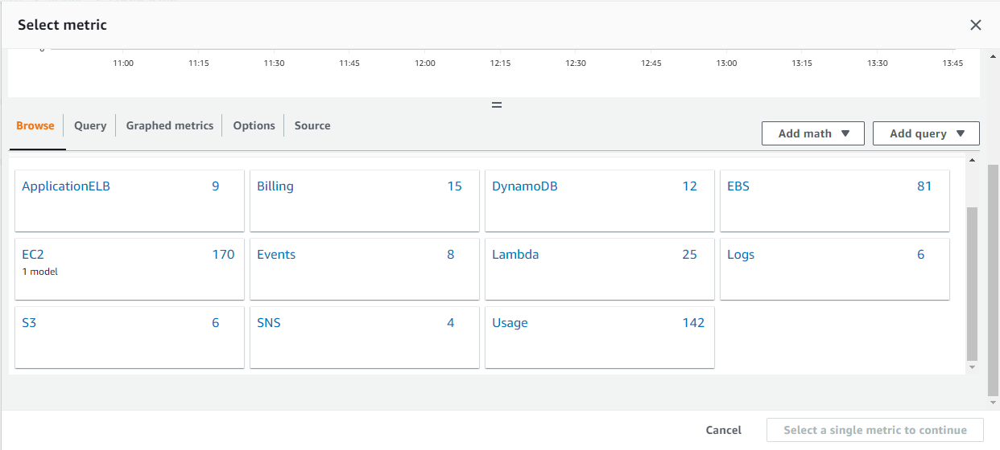 Select metric
0
11:00 11:15 11:30 11:45 12:00 12:15 12:30 12:45 13:00 13:15 13:30 13:45
Browse Query Graphed metrics Options Source
Add math Add query
ApplicationELB 9 Billing 15 DynamoDB 12 EBS 81
EC2 170 Events 8 Lambda 25 Logs 6
1 model
S3 6 SNS 4 Usage 142
Cancel Select a single metric to continue